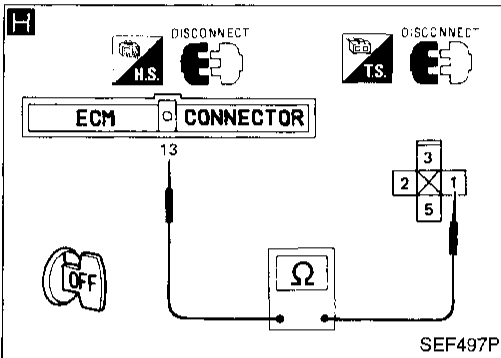 H
DISCONNECT
H.S.
DISCONNECT
T.S.
ECM CONNECTOR
13
3
2 1
5
OFF
Ω
SEF497P